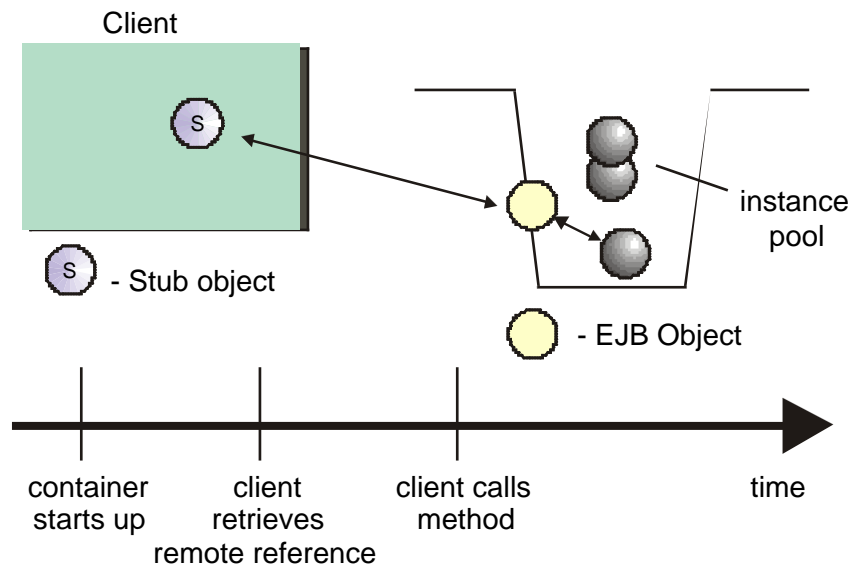 Client
S
instance
pool
S
- Stub object
- EJB Object
container
starts up
client
retrieves
remote reference
client calls
method
time